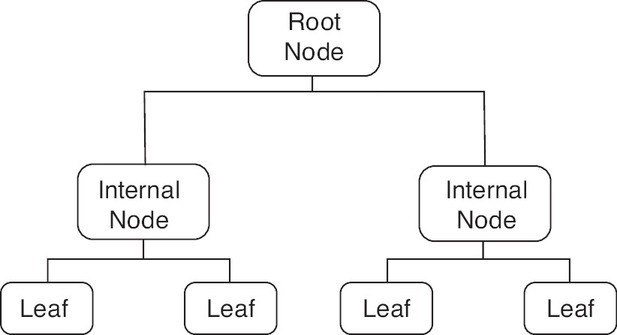 Root
Node
Internal
Node
Internal
Node
Leaf
Leaf
Leaf
Leaf